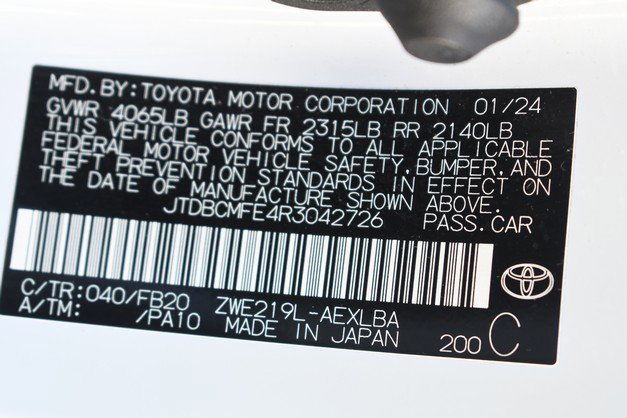 MFD. BY: TOYOTA MOTOR CORPORATION 01/24
GVWR 4065LB GAWR FR 2315LB RR 2140LB
THIS VEHICLE CONFORMS TO ALL APPLICABLE
FEDERAL MOTOR VEHICLE SAFETY, BUMPER, AND
THEFT PREVENTION STANDARDS IN EFFECT ON
THE DATE OF MANUFACTURE SHOWN ABOVE.
JTDBCMFE4R3042726 PASS. CAR
C/TR: 040/FB20 ZWE219L-AEXLBA
A/TM: /PA10 MADE IN JAPAN 200 C